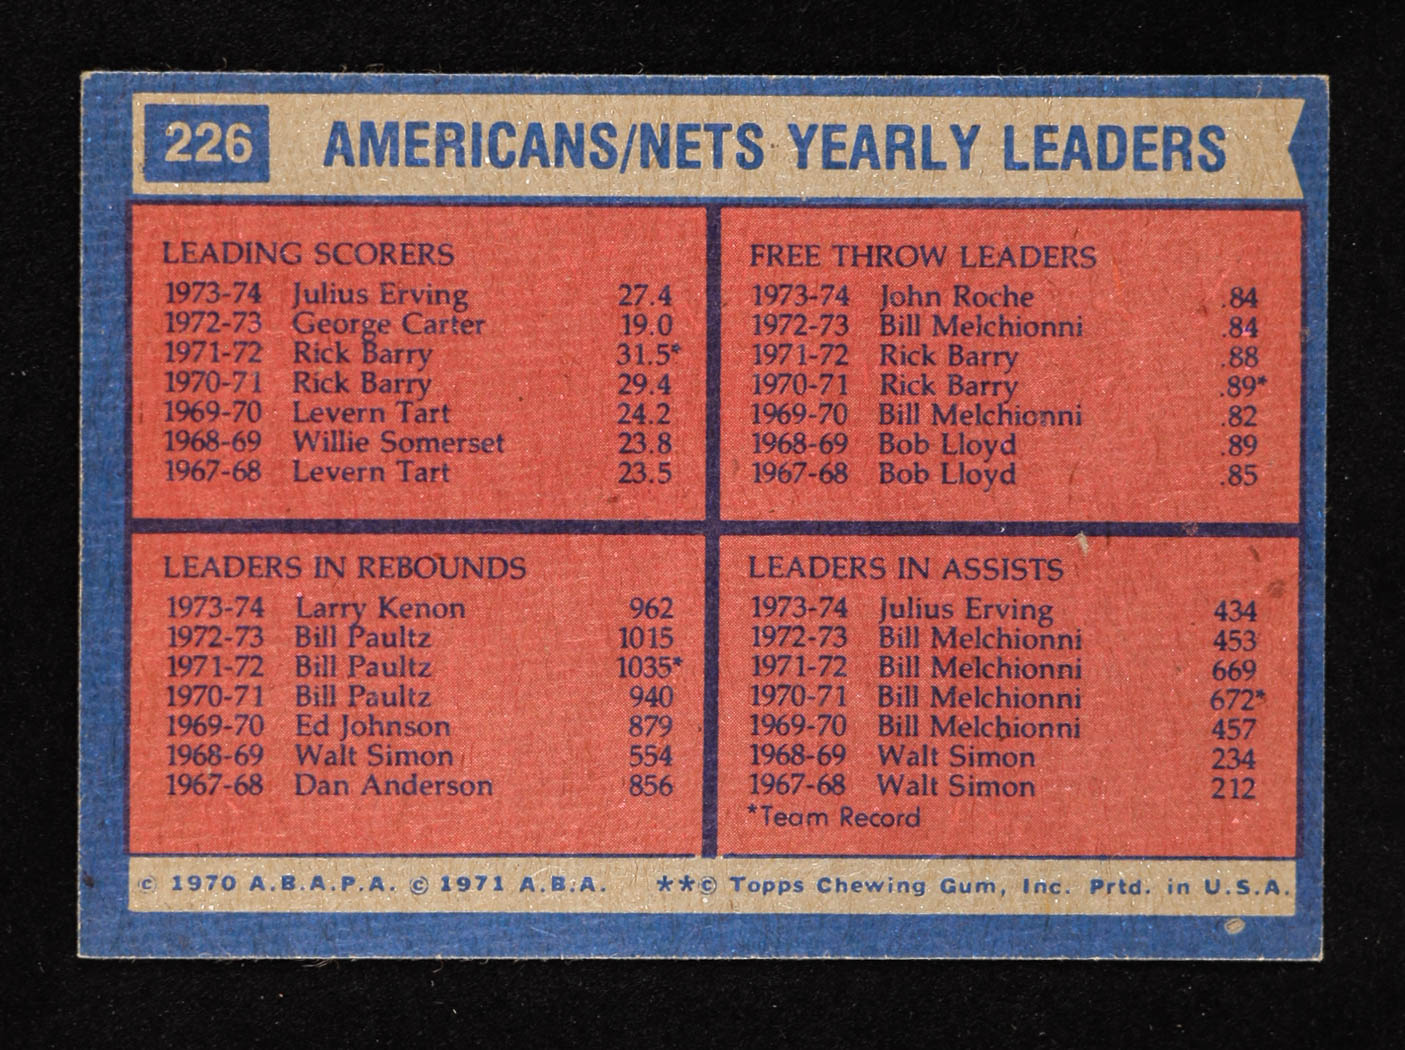 226 AMERICANS/NETS YEARLY LEADERS
LEADING SCORERS
1973-74 Julius Erving 27.4
1972-73 George Carter 19.0
1971-72 Rick Barry 31.5*
1970-71 Rick Barry 29.4
1969-70 Levern Tart 24.2
1968-69 Willie Somerset 23.8
1967-68 Levern Tart 23.5
FREE THROW LEADERS
1973-74 John Roche .84
1972-73 Bill Melchionni .84
1971-72 Rick Barry .88
1970-71 Rick Barry .89*
1969-70 Bill Melchionni .82
1968-69 Bob Lloyd .89
1967-68 Bob Lloyd .85
LEADERS IN REBOUNDS
1973-74 Larry Kenon 962
1972-73 Bill Paultz 1015
1971-72 Bill Paultz 1035*
1970-71 Bill Paultz 940
1969-70 Ed Johnson 879
1968-69 Walt Simon 554
1967-68 Dan Anderson 856
LEADERS IN ASSISTS
1973-74 Julius Erving 434
1972-73 Bill Melchionni 453
1971-72 Bill Melchionni 669
1970-71 Bill Melchionni 672*
1969-70 Bill Melchionni 457
1968-69 Walt Simon 234
1967-68 Walt Simon 212
*Team Record
© 1970 A.B.A.P.A. © 1971 A.B.A. **© Topps Chewing Gum, Inc. Prtd. in U.S.A.